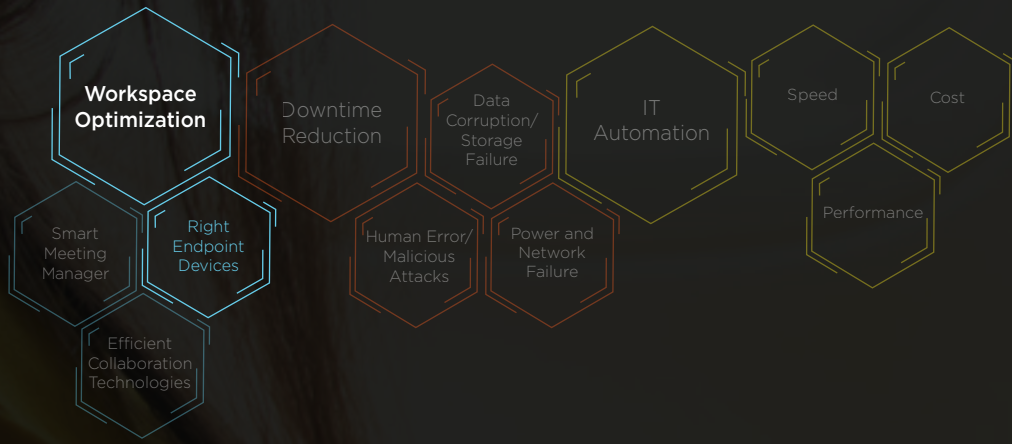 Workspace
Optimization
Smart
Meeting
Manager
Right
Endpoint
Devices
Efficient
Collaboration
Technologies
Downtime
Reduction
Data
Corruption/
Storage
Failure
Human Error/
Malicious
Attacks
Power and
Network
Failure
IT
Automation
Speed
Cost
Performance